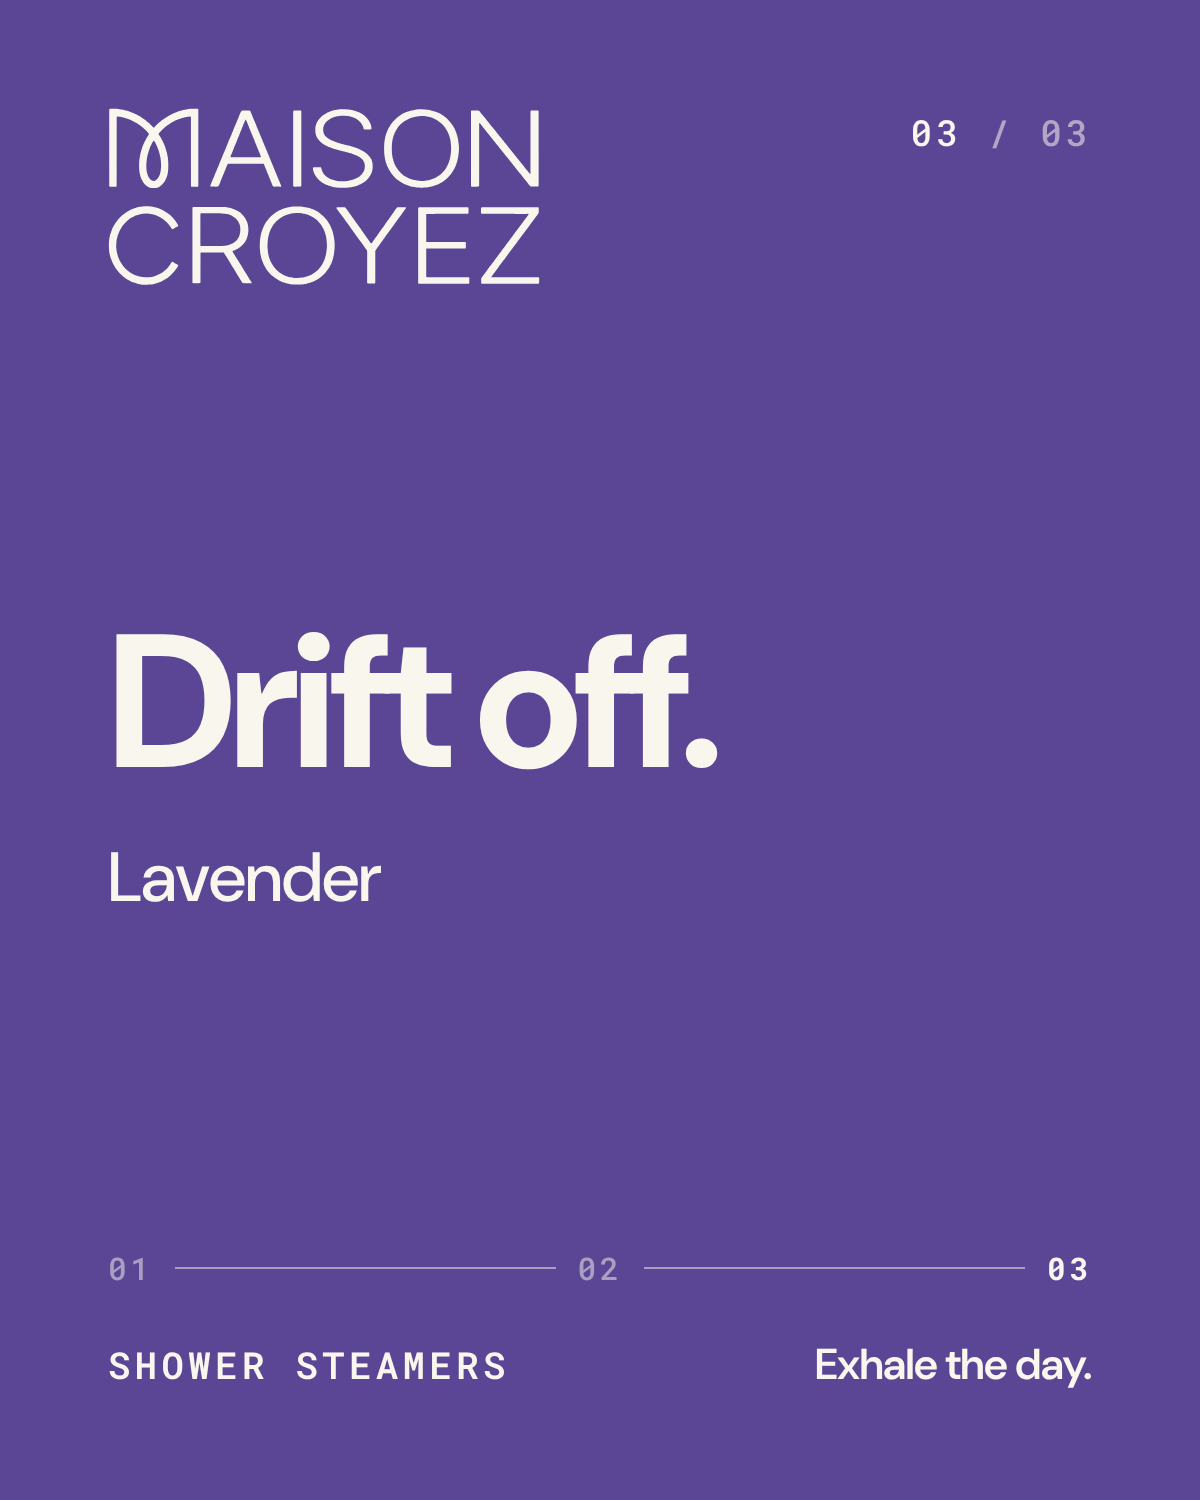 MAISON
CROYEZ
03 / 03
Drift off.
Lavender
01 02 03
SHOWER STEAMERS
Exhale the day.